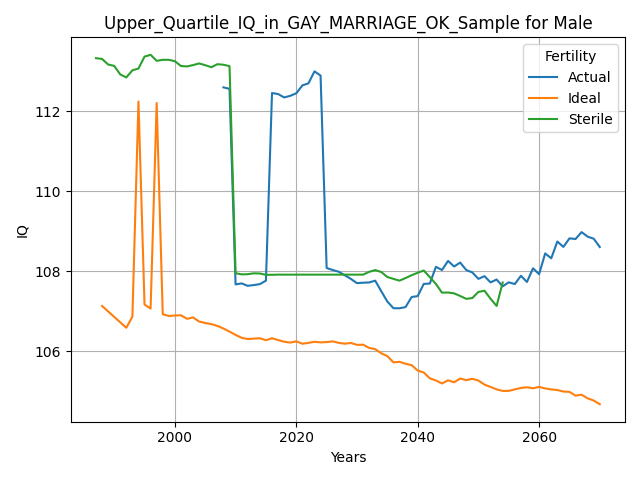 Upper_Quartile_IQ_in_GAY_MARRIAGE_OK_Sample for Male
Fertility
Actual
Ideal
Sterile
112
110
108
106
IQ
2000
2020
2040
2060
Years